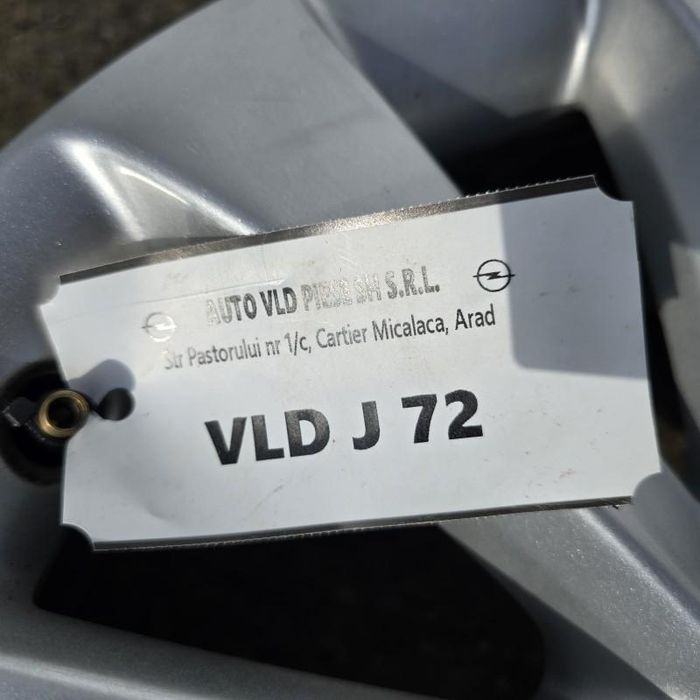 AUTO VLD PIESE SH S.R.L.
Str Pastorului nr 1/c, Cartier Micalaca, Arad
VLD J 72